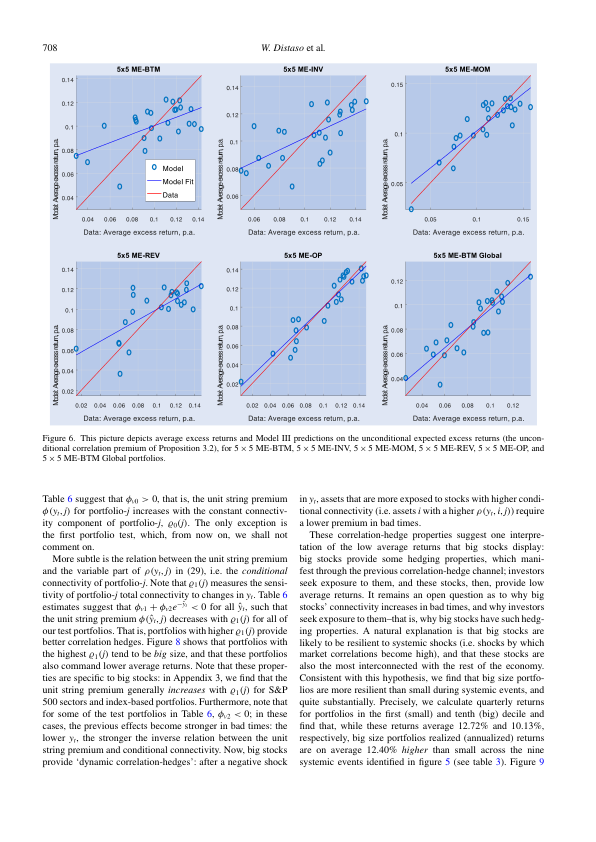 708
W. Distaso et al.
5x5 ME-BTM
0.14
0.12
0.1
0.08
0.06
0.04
Model: Average excess return, p.a.
Model
Model Fit
Data
0.04 0.06 0.08 0.1 0.12 0.14
Data: Average excess return, p.a.
5x5 ME-INV
0.14
0.12
0.1
0.08
0.06
Model: Average excess return, p.a.
0.06 0.08 0.1 0.12 0.14
Data: Average excess return, p.a.
5x5 ME-MOM
0.15
0.1
0.05
Model: Average excess return, p.a.
0.05 0.1 0.15
Data: Average excess return, p.a.
5x5 ME-REV
0.14
0.12
0.1
0.08
0.06
0.04
0.02
Model: Average excess return, p.a.
0.02 0.04 0.06 0.08 0.1 0.12 0.14
Data: Average excess return, p.a.
5x5 ME-OP
0.14
0.12
0.1
0.08
0.06
0.04
0.02
Model: Average excess return, p.a.
0.02 0.04 0.06 0.08 0.1 0.12 0.14
Data: Average excess return, p.a.
5x5 ME-BTM Global
0.12
0.1
0.08
0.06
0.04
Model: Average excess return, p.a.
0.04 0.06 0.08 0.1 0.12
Data: Average excess return, p.a.
Figure 6. This picture depicts average excess returns and Model III predictions on the unconditional expected excess returns (the uncon-
ditional correlation premium of Proposition 3.2), for 5 × 5 ME-BTM, 5 × 5 ME-INV, 5 × 5 ME-MOM, 5 × 5 ME-REV, 5 × 5 ME-OP, and
5 × 5 ME-BTM Global portfolios.
Table 6 suggest that ϕ_{v0} > 0, that is, the unit string premium
ϕ(y_t, j) for portfolio-j increases with the constant connectiv-
ity component of portfolio-j, ϱ_0(j). The only exception is
the first portfolio test, which, from now on, we shall not
comment on.
More subtle is the relation between the unit string premium
and the variable part of ρ(y_t, j) in (29), i.e. the conditional
connectivity of portfolio-j. Note that ϱ_1(j) measures the sensi-
tivity of portfolio-j total connectivity to changes in y_t. Table 6
estimates suggest that ϕ_{v1} + ϕ_{v2}e^{−ŷ_t} < 0 for all ŷ_t, such that
the unit string premium ϕ(ŷ_t, j) decreases with ϱ_1(j) for all of
our test portfolios. That is, portfolios with higher ϱ_1(j) provide
better correlation hedges. Figure 8 shows that portfolios with
the highest ϱ_1(j) tend to be big size, and that these portfolios
also command lower average returns. Note that these proper-
ties are specific to big stocks: in Appendix 3, we find that the
unit string premium generally increases with ϱ_1(j) for S&P
500 sectors and index-based portfolios. Furthermore, note that
for some of the test portfolios in Table 6, ϕ_{v2} < 0; in these
cases, the previous effects become stronger in bad times: the
lower y_t, the stronger the inverse relation between the unit
string premium and conditional connectivity. Now, big stocks
provide ‘dynamic correlation-hedges’: after a negative shock
in y_t, assets that are more exposed to stocks with higher condi-
tional connectivity (i.e. assets i with a higher ρ(y_t, i, j)) require
a lower premium in bad times.
These correlation-hedge properties suggest one interpre-
tation of the low average returns that big stocks display:
big stocks provide some hedging properties, which mani-
fest through the previous correlation-hedge channel; investors
seek exposure to them, and these stocks, then, provide low
average returns. It remains an open question as to why big
stocks’ connectivity increases in bad times, and why investors
seek exposure to them–that is, why big stocks have such hedg-
ing properties. A natural explanation is that big stocks are
likely to be resilient to systemic shocks (i.e. shocks by which
market correlations become high), and that these stocks are
also the most interconnected with the rest of the economy.
Consistent with this hypothesis, we find that big size portfo-
lios are more resilient than small during systemic events, and
quite substantially. Precisely, we calculate quarterly returns
for portfolios in the first (small) and tenth (big) decile and
find that, while these returns average 12.72% and 10.13%,
respectively, big size portfolios realized (annualized) returns
are on average 12.40% higher than small across the nine
systemic events identified in figure 5 (see table 3). Figure 9